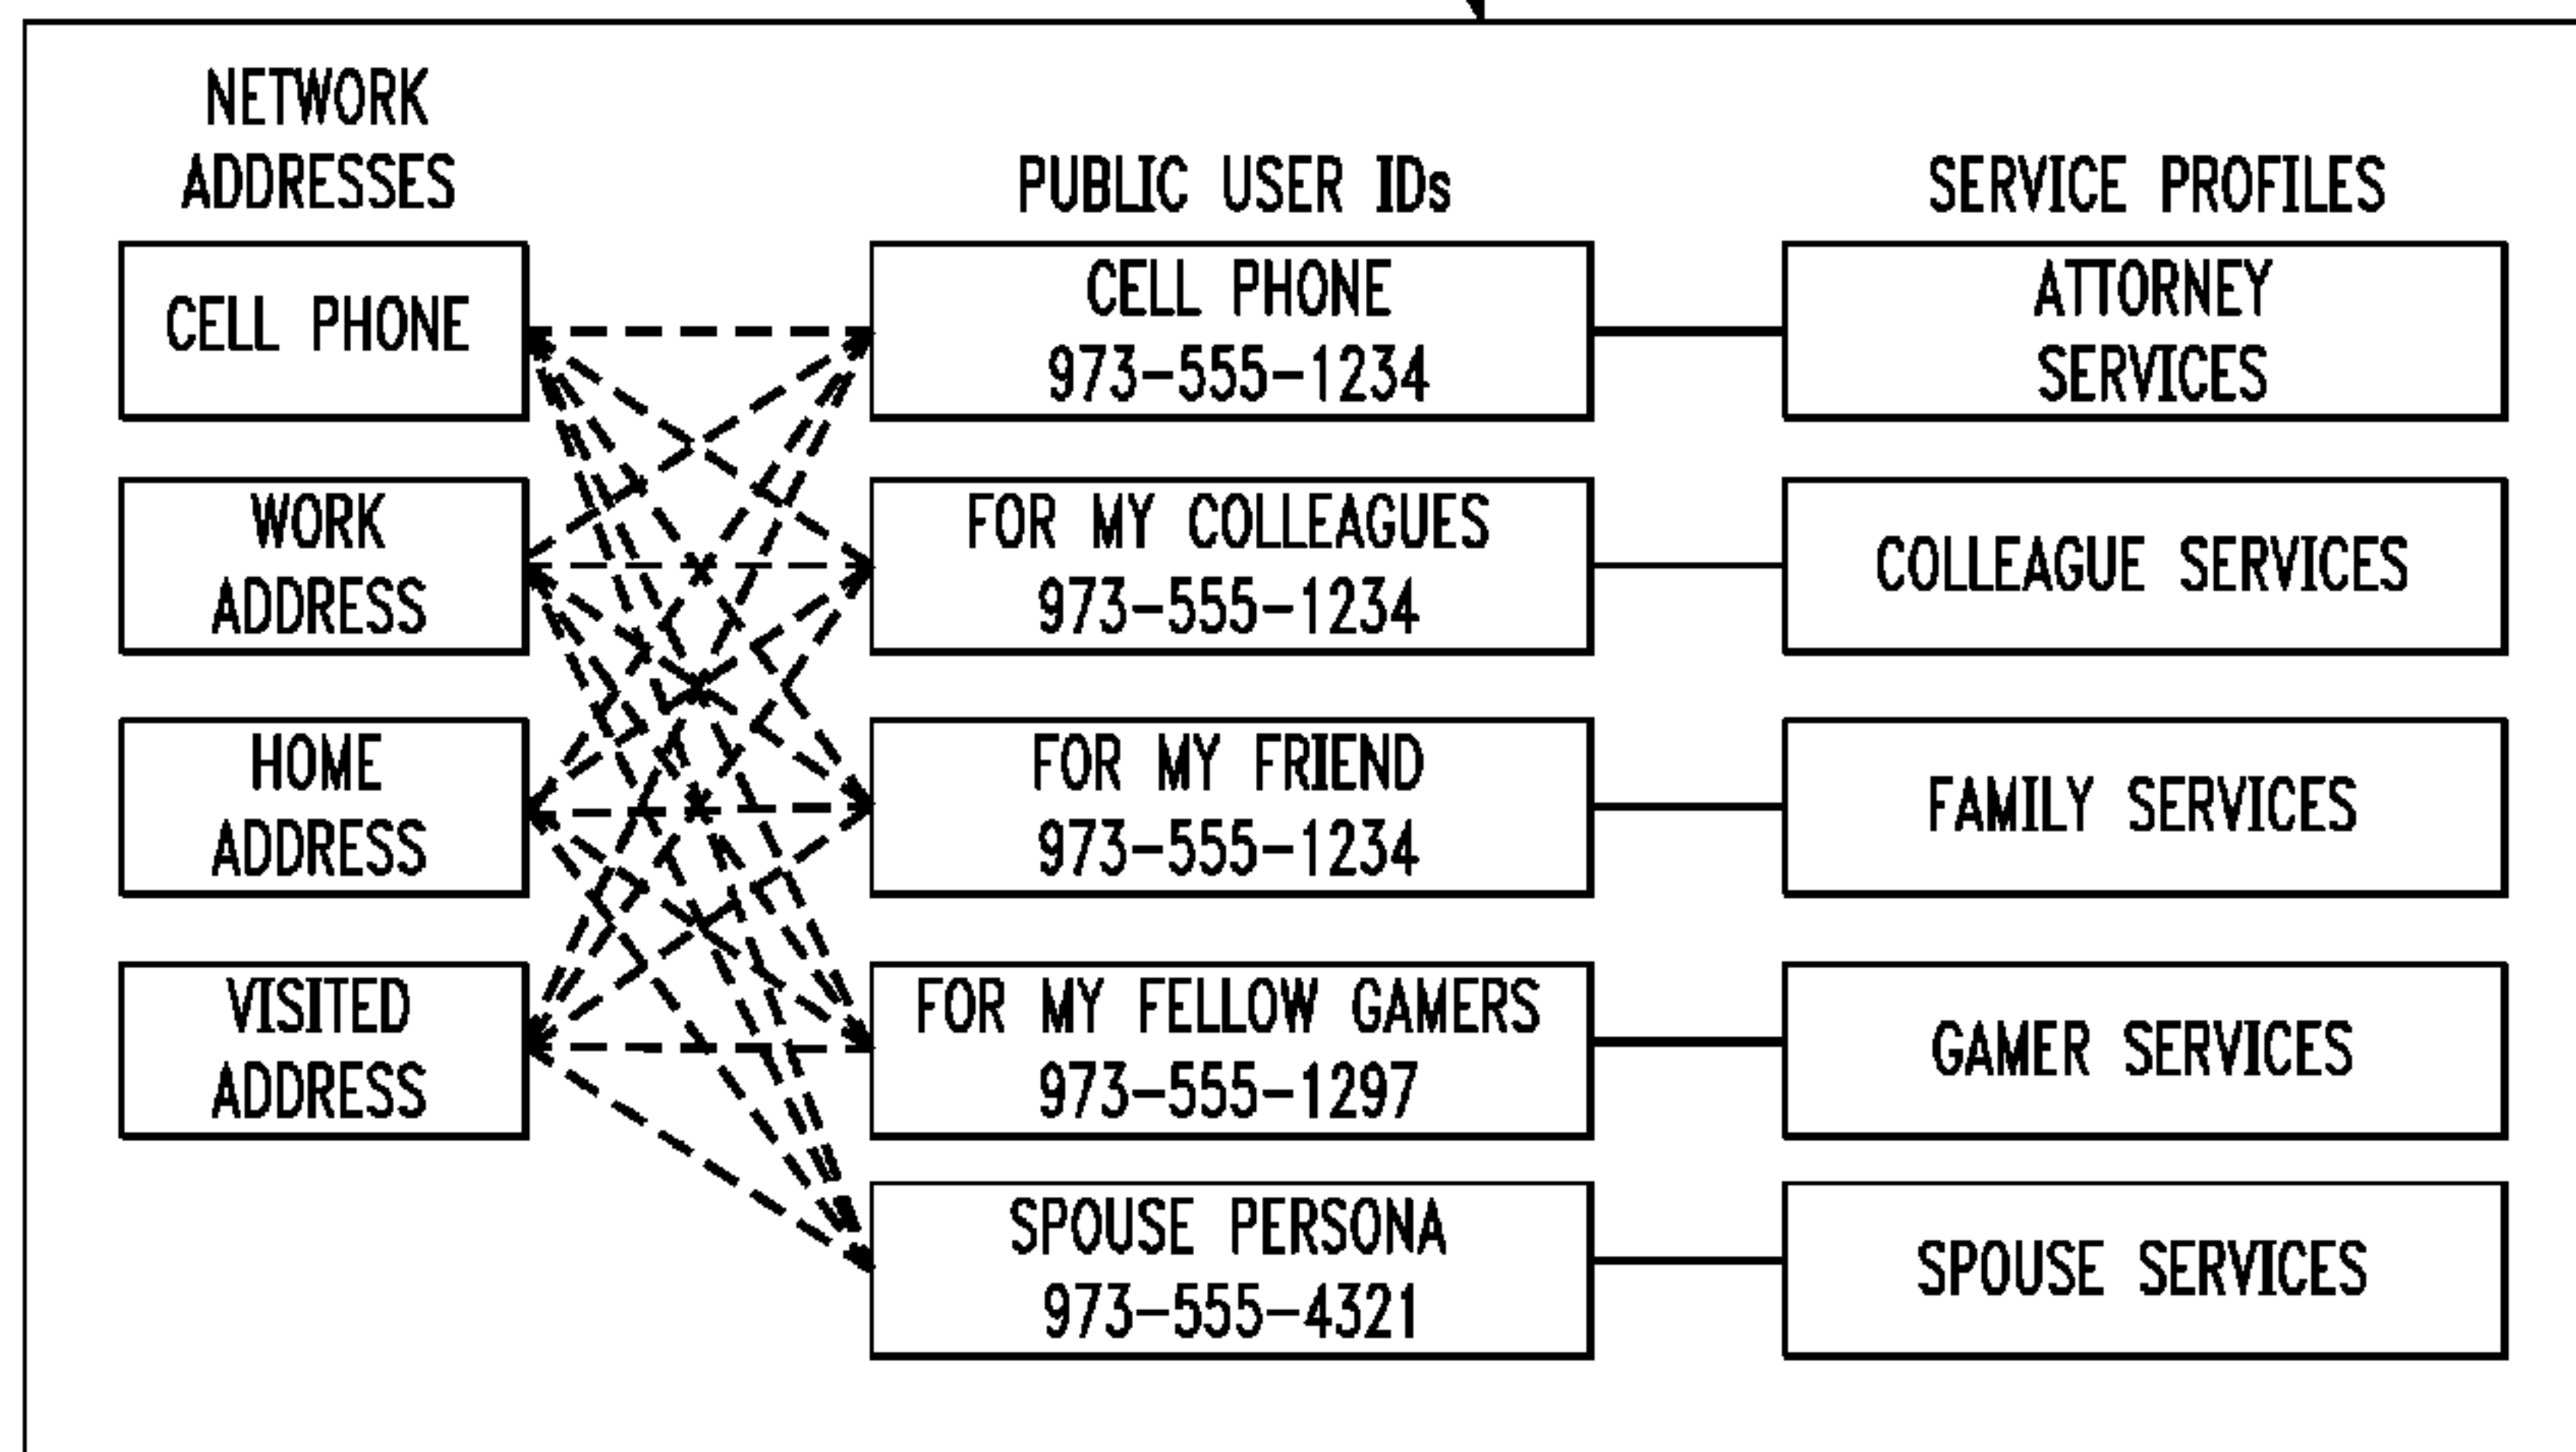 NETWORK
ADDRESSES
PUBLIC USER IDs
SERVICE PROFILES
CELL PHONE
CELL PHONE
973-555-1234
ATTORNEY
SERVICES
WORK
ADDRESS
FOR MY COLLEAGUES
973-555-1234
COLLEAGUE SERVICES
HOME
ADDRESS
FOR MY FRIEND
973-555-1234
FAMILY SERVICES
VISITED
ADDRESS
FOR MY FELLOW GAMERS
973-555-1297
GAMER SERVICES
SPOUSE PERSONA
973-555-4321
SPOUSE SERVICES